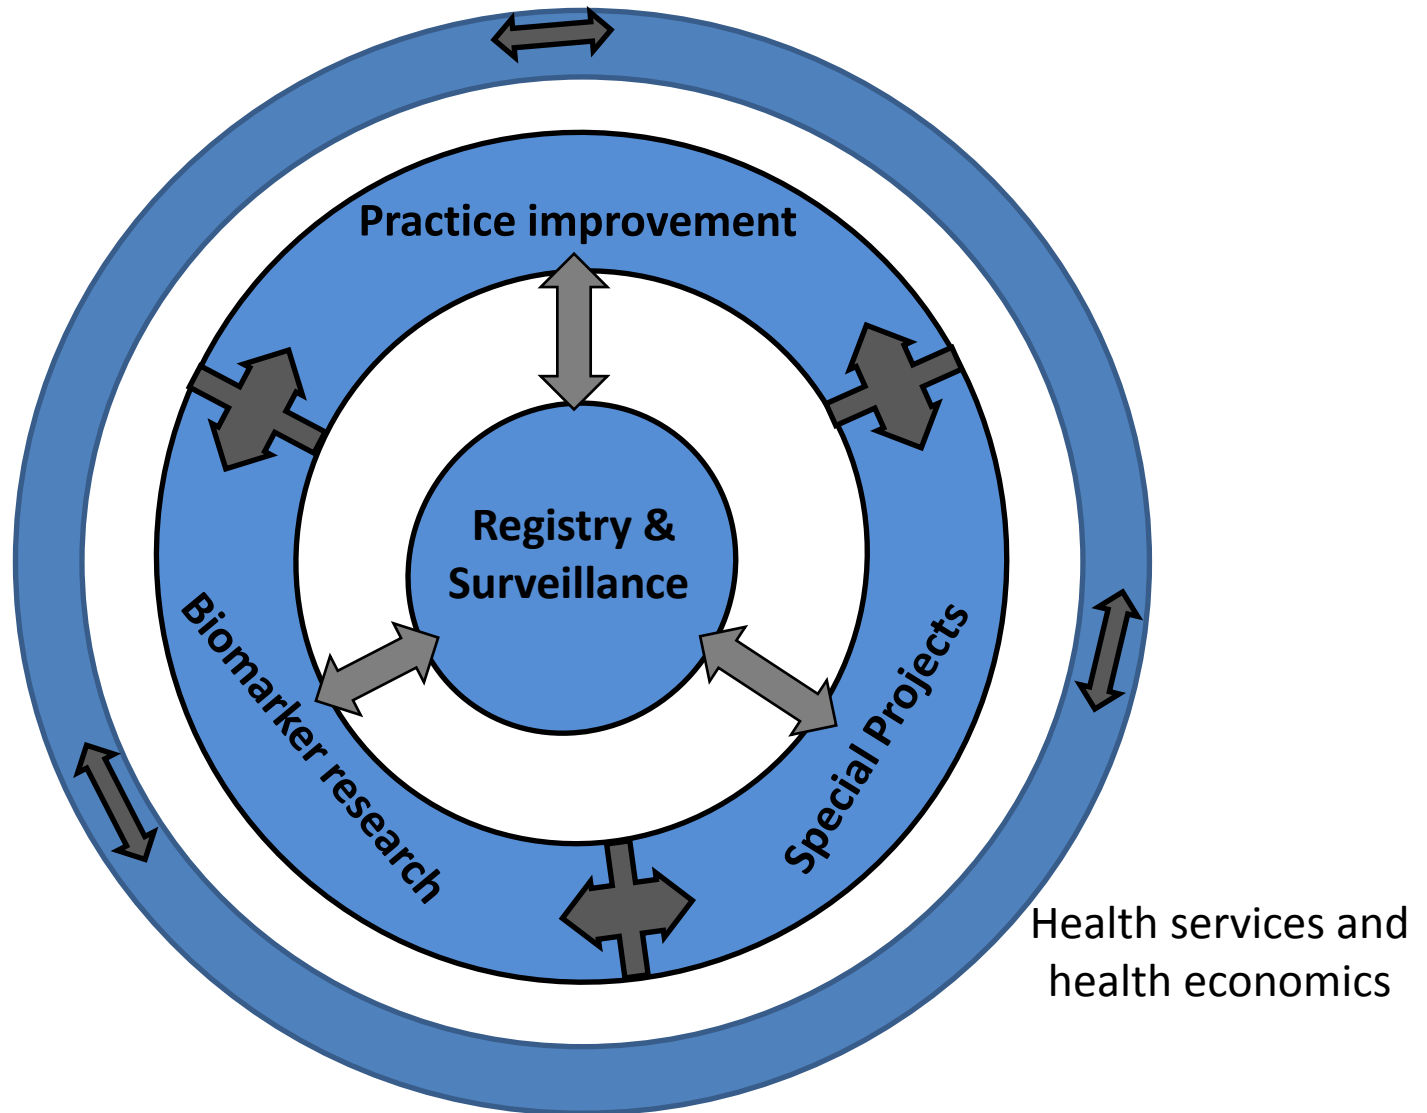 Practice improvement
Registry &
Surveillance
Biomarker research
Special Projects
Health services and
health economics